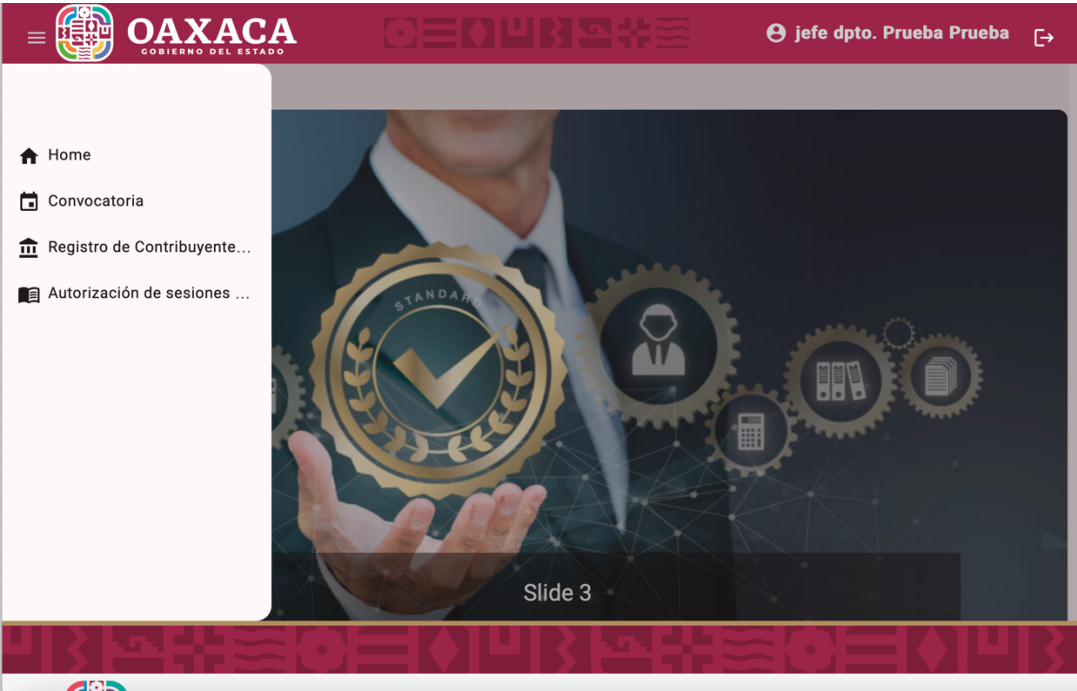 OAXACA
GOBIERNO DEL ESTADO
jefe dpto. Prueba Prueba
Home
Convocatoria
Registro de Contribuyente...
Autorización de sesiones ...
STANDARD
Slide 3